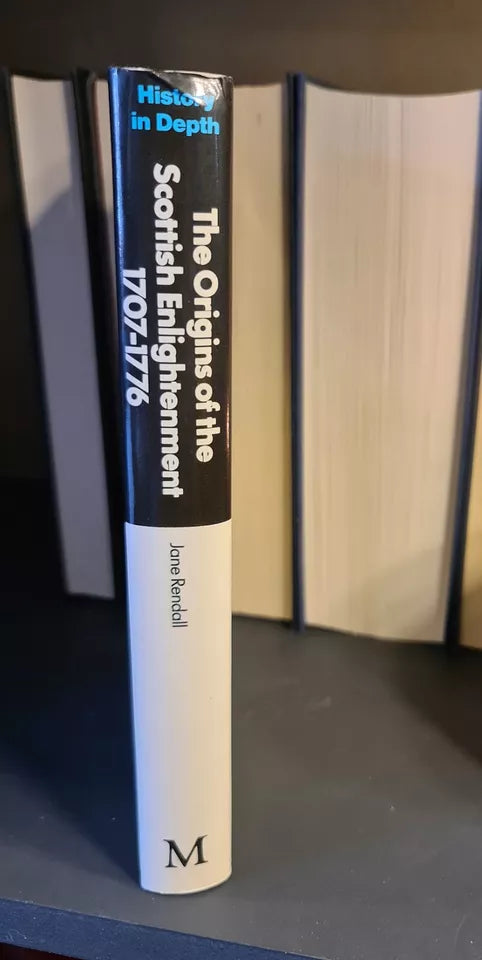 History
in Depth
The Origins of the
Scottish Enlightenment
1707-1776
Jane Rendall
M